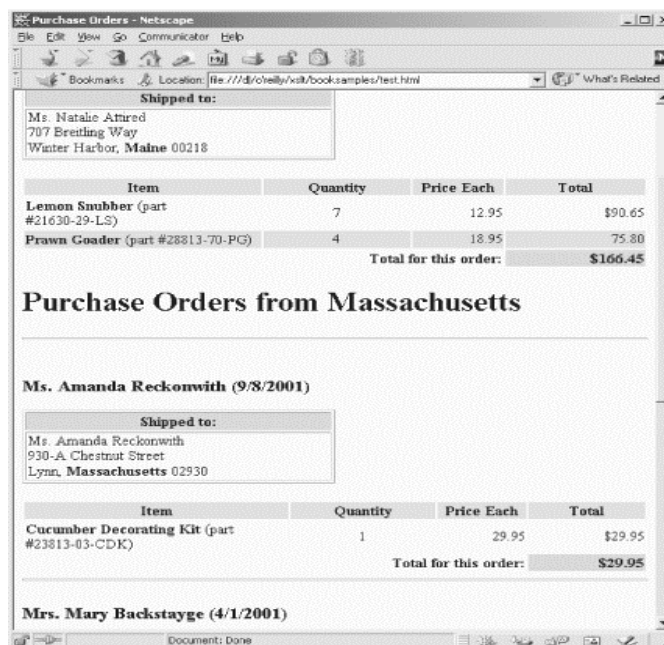 Purchase Orders - Netscape
File Edit View Go Communicator Help
Bookmarks Location: file:///d|/o'reilly/xslt/booksamples/test.html What's Related
Shipped to:
Ms. Natalie Attired
707 Breitling Way
Winter Harbor, Maine 00218
Item Quantity Price Each Total
Lemon Snubber (part
#21630-29-LS) 7 12.95 $90.65
Prawn Goader (part #28813-70-PG) 4 18.95 75.80
Total for this order: $166.45
Purchase Orders from Massachusetts
Ms. Amanda Reckonwith (9/8/2001)
Shipped to:
Ms. Amanda Reckonwith
930-A Chestnut Street
Lynn, Massachusetts 02930
Item Quantity Price Each Total
Cucumber Decorating Kit (part
#23813-03-CDK) 1 29.95 $29.95
Total for this order: $29.95
Mrs. Mary Backstayge (4/1/2001)
Document: Done